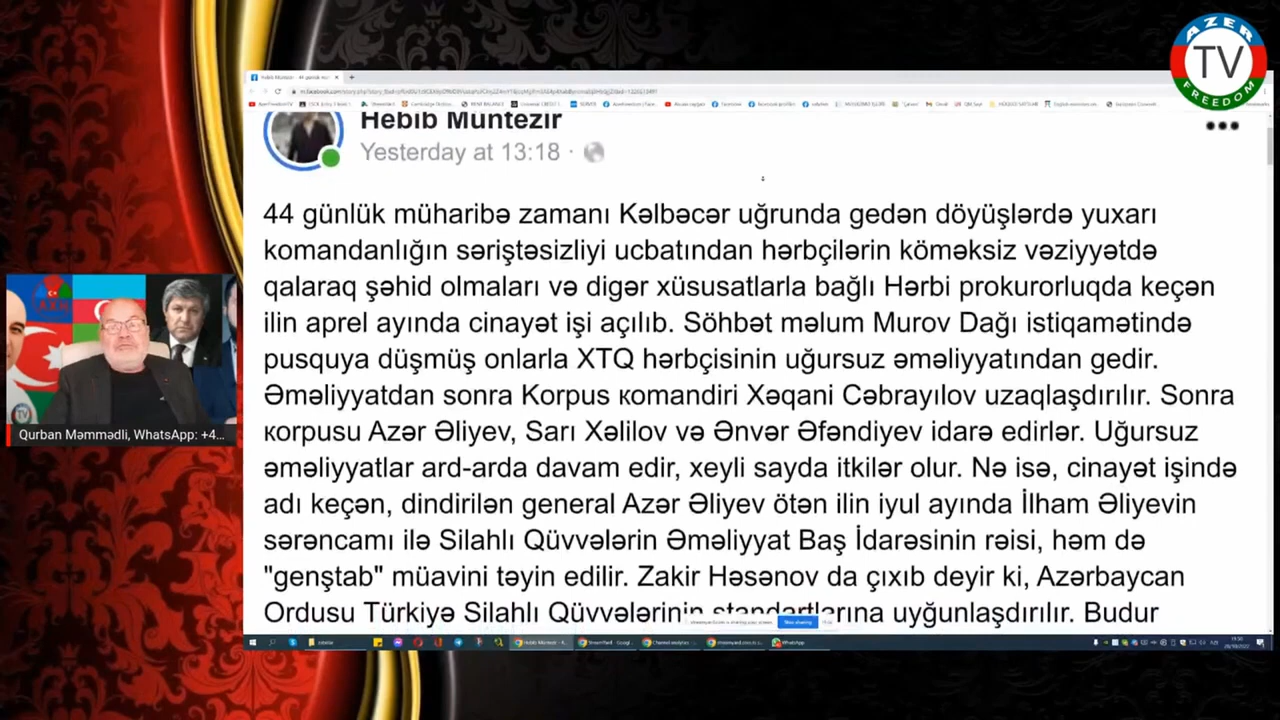 AZER
TV
FREEDOM
Hebib Muntezir
Yesterday at 13:18 ·
44 günlük müharibə zamanı Kəlbəcər uğrunda gedən döyüşlərdə yuxarı
komandanlığın səriştəsizliyi ucbatından hərbçilərin köməksiz vəziyyətdə
qalaraq şəhid olmaları və digər xüsusatlarla bağlı Hərbi prokurorluqda keçən
ilin aprel ayında cinayət işi açılıb. Söhbət məlum Murov Dağı istiqamətində
pusquya düşmüş onlarla XTQ hərbçisinin uğursuz əməliyyatından gedir.
Əməliyyatdan sonra Korpus кomandiri Xəqani Cəbrayılov uzaqlaşdırılır. Sonra
кorpusu Azər Əliyev, Sarı Xəlilov və Ənvər Əfəndiyev idarə edirlər. Uğursuz
əməliyyatlar ard-arda davam edir, xeyli sayda itkilər olur. Nə isə, cinayət işində
adı keçən, dindirilən general Azər Əliyev ötən ilin iyul ayında İlham Əliyevin
sərəncamı ilə Silahlı Qüvvələrin Əməliyyat Baş İdarəsinin rəisi, həm də
"genştab" müavini təyin edilir. Zakir Həsənov da çıxıb deyir ki, Azərbaycan
Ordusu Türkiyə Silahlı Qüvvələrinin standartlarına uyğunlaşdırılır. Budur
Stop sharing
Qurban Məmmədli, WhatsApp: +4...
TV